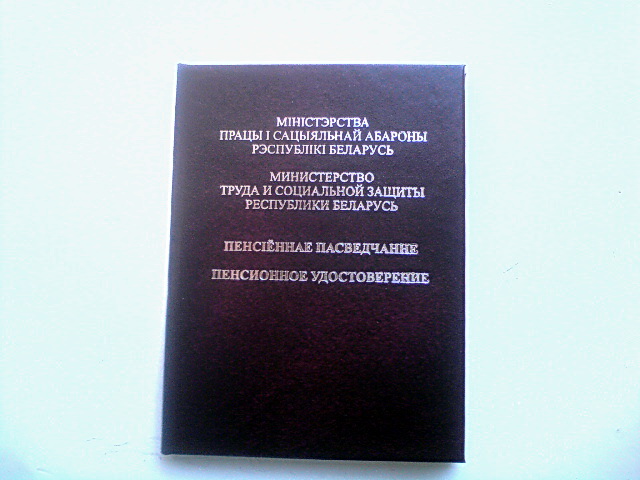 МІНІСТЭРСТВА
ПРАЦЫ І САЦЫЯЛЬНАЙ АБАРОНЫ
РЭСПУБЛІКІ БЕЛАРУСЬ
МИНИСТЕРСТВО
ТРУДА И СОЦИАЛЬНОЙ ЗАЩИТЫ
РЕСПУБЛИКИ БЕЛАРУСЬ
ПЕНСІЁННАЕ ПАСВЕДЧАННЕ
ПЕНСИОННОЕ УДОСТОВЕРЕНИЕ